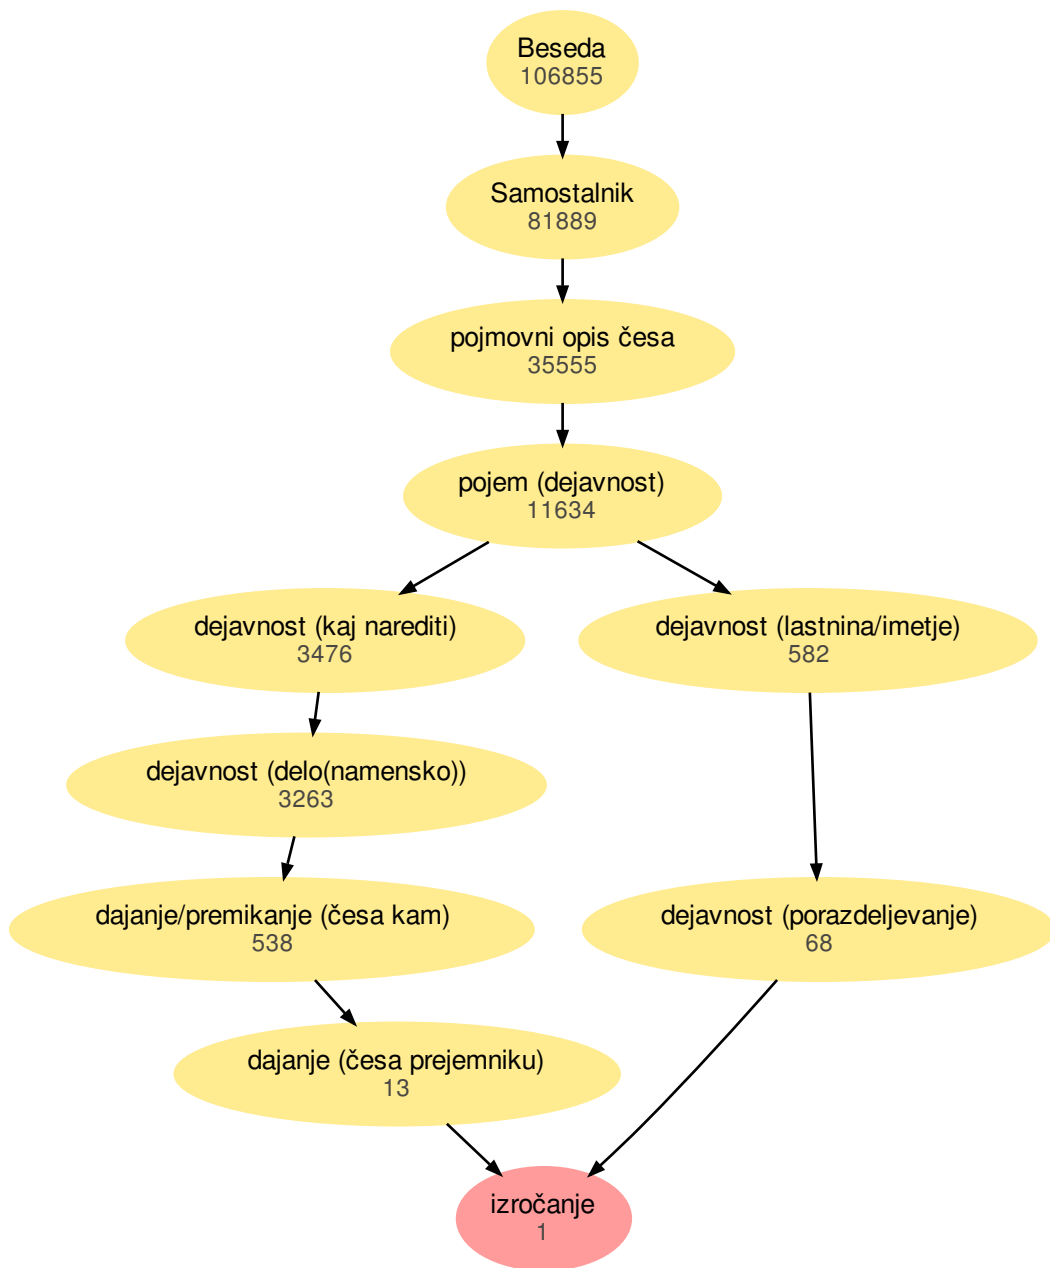 Beseda
106855
Samostalnik
81889
pojmovni opis česa
35555
pojem (dejavnost)
11634
dejavnost (kaj narediti)
3476
dejavnost (lastnina/imetje)
582
dejavnost (delo(namensko))
3263
dajanje/premikanje (česa kam)
538
dejavnost (porazdeljevanje)
68
dajanje (česa prejemniku)
13
izročanje
1